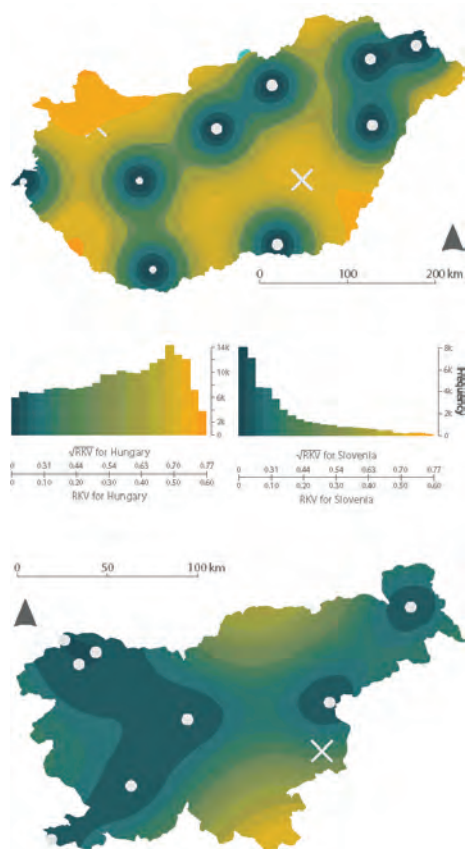 0 100 200 km
14K
10K
6K
2K
0
√RKV for Hungary
0 0.31 0.44 0.54 0.63 0.70 0.77
0 0.10 0.20 0.30 0.40 0.50 0.60
RKV for Hungary
8K
6K
4K
2K
0
Frequency
√RKV for Slovenia
0 0.31 0.44 0.54 0.63 0.70 0.77
0 0.10 0.20 0.30 0.40 0.50 0.60
RKV for Slovenia
0 50 100 km